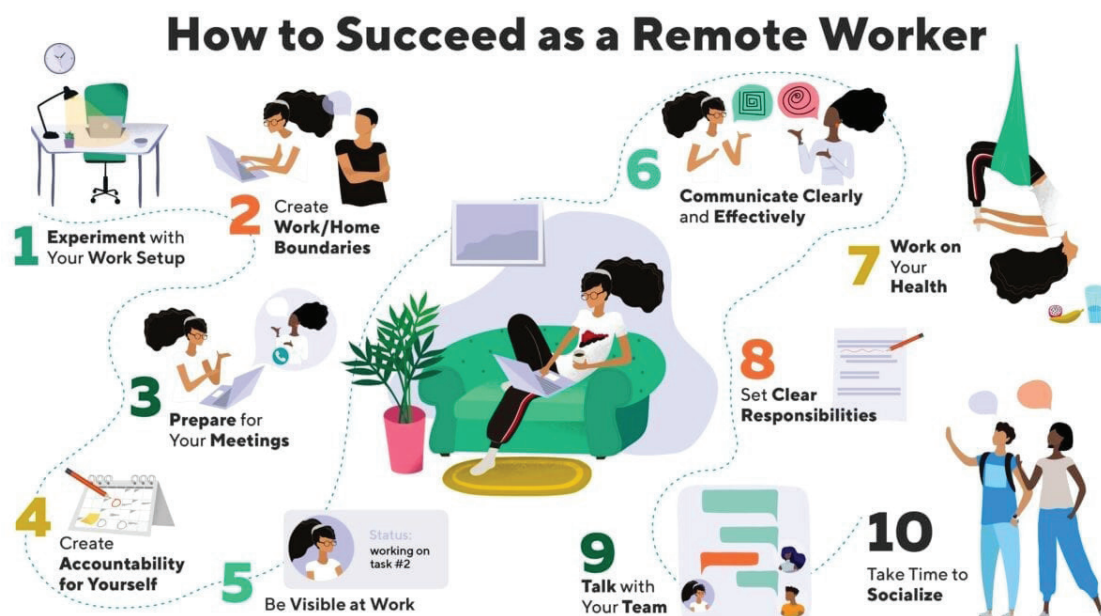 How to Succeed as a Remote Worker
1
Experiment with
Your Work Setup
2
Create
Work/Home
Boundaries
3
Prepare for
Your Meetings
4
Create
Accountability
for Yourself
5
Status:
working on
task #2
Be Visible at Work
6
Communicate Clearly
and Effectively
7
Work on
Your
Health
8
Set Clear
Responsibilities
9
Talk with
Your Team
10
Take Time to
Socialize